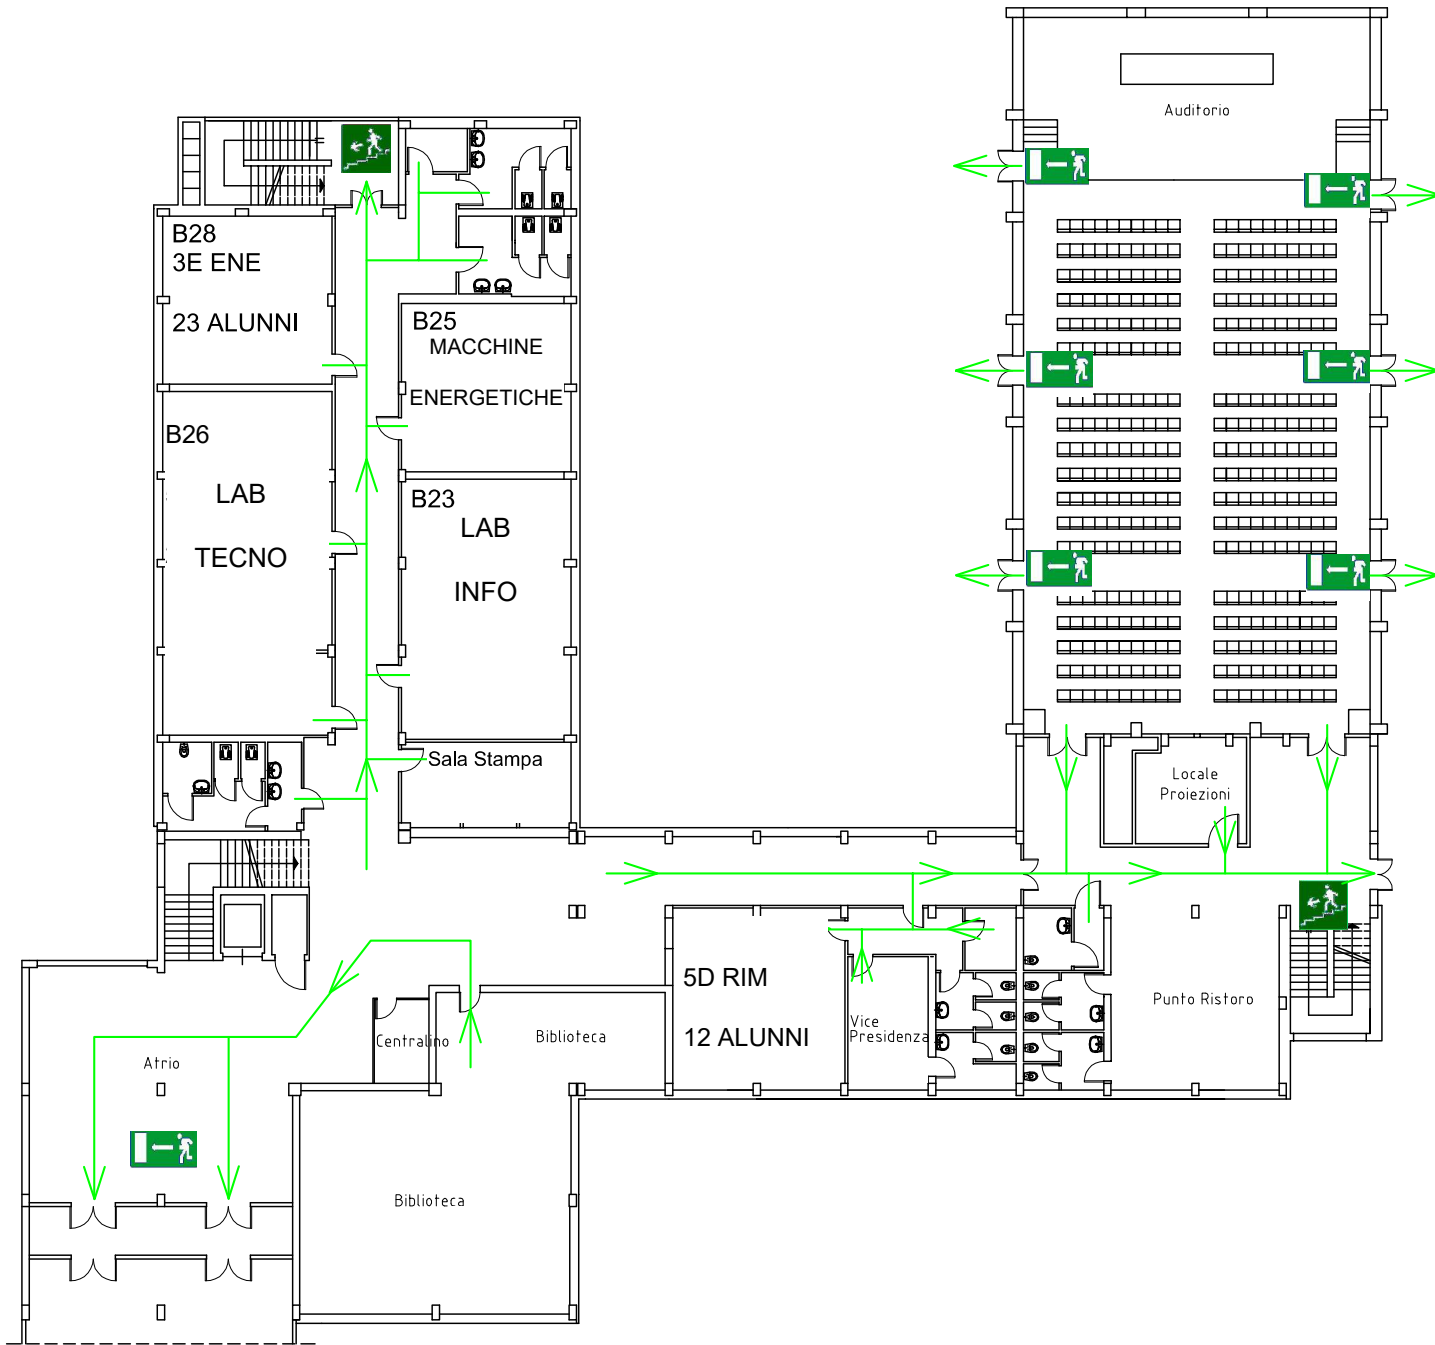 Auditorio
B28
3E ENE
23 ALUNNI
B25
MACCHINE
ENERGETICHE
B26
LAB
TECNO
B23
LAB
INFO
Sala Stampa
Locale
Proiezioni
5D RIM
12 ALUNNI
Vice
Presidenza
Punto Ristoro
Centralino
Biblioteca
Atrio
Biblioteca